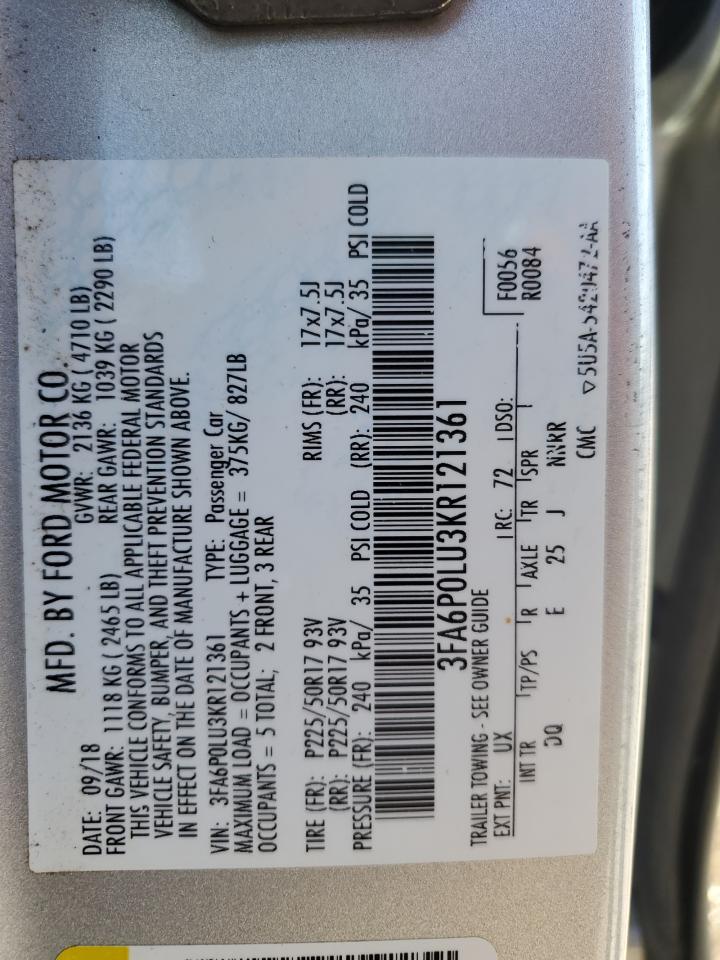 MFD. BY FORD MOTOR CO.
DATE: 09/18 GVWR: 2136 KG ( 4710 LB)
FRONT GAWR: 1118 KG ( 2465 LB) REAR GAWR: 1039 KG ( 2290 LB)
THIS VEHICLE CONFORMS TO ALL APPLICABLE FEDERAL MOTOR
VEHICLE SAFETY, BUMPER, AND THEFT PREVENTION STANDARDS
IN EFFECT ON THE DATE OF MANUFACTURE SHOWN ABOVE.
VIN: 3FA6P0LU3KR121361 TYPE: Passenger Car
MAXIMUM LOAD = OCCUPANTS + LUGGAGE = 375KG/ 827LB
OCCUPANTS = 5 TOTAL; 2 FRONT, 3 REAR
TIRE (FR): P225/50R17 93V RIMS (FR): 17x7.5J
(RR): P225/50R17 93V (RR): 17x7.5J
PRESSURE (FR): 240 kPa/ 35 PSI COLD (RR): 240 kPa/ 35 PSI COLD
3FA6P0LU3KR121361
TRAILER TOWING - SEE OWNER GUIDE F0056
EXT PNT: UX RC: 72 DSO: R0084
INT TR TP/PS R AXLE TR SPR
DQ E 25 J NNRR
CMC